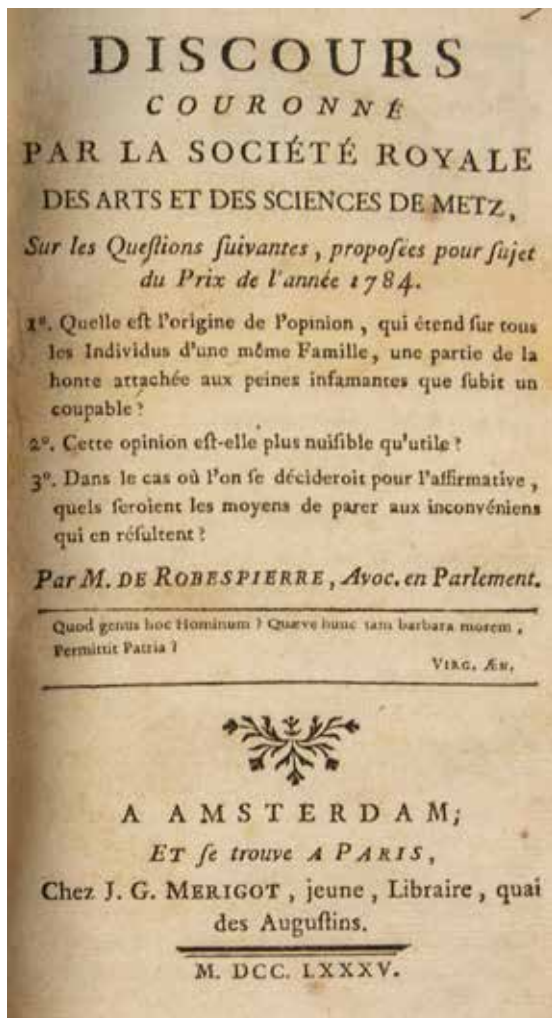 DISCOURS
COURONNÉ
PAR LA SOCIÉTÉ ROYALE
DES ARTS ET DES SCIENCES DE METZ,
Sur les Queſtions ſuivantes, propoſées pour ſujet
du Prix de l'année 1784.
1°. Quelle eſt l'origine de l'opinion, qui étend ſur tous
les Individus d'une même Famille, une partie de la
honte attachée aux peines infamantes que ſubit un
coupable ?
2°. Cette opinion eſt-elle plus nuiſible qu'utile ?
3°. Dans le cas où l'on ſe décideroit pour l'affirmative,
quels ſeroient les moyens de parer aux inconvéniens
qui en réſultent ?
Par M. DE ROBESPIERRE, Avoc. en Parlement.
Quod genus hoc Hominum ? Quæve hunc tam barbara morem,
Permittit Patria ?
VIRG. Æn.
A AMSTERDAM;
ET ſe trouve A PARIS,
Chez J. G. MERIGOT, jeune, Libraire, quai
des Auguſtins.
M. DCC. LXXXV.